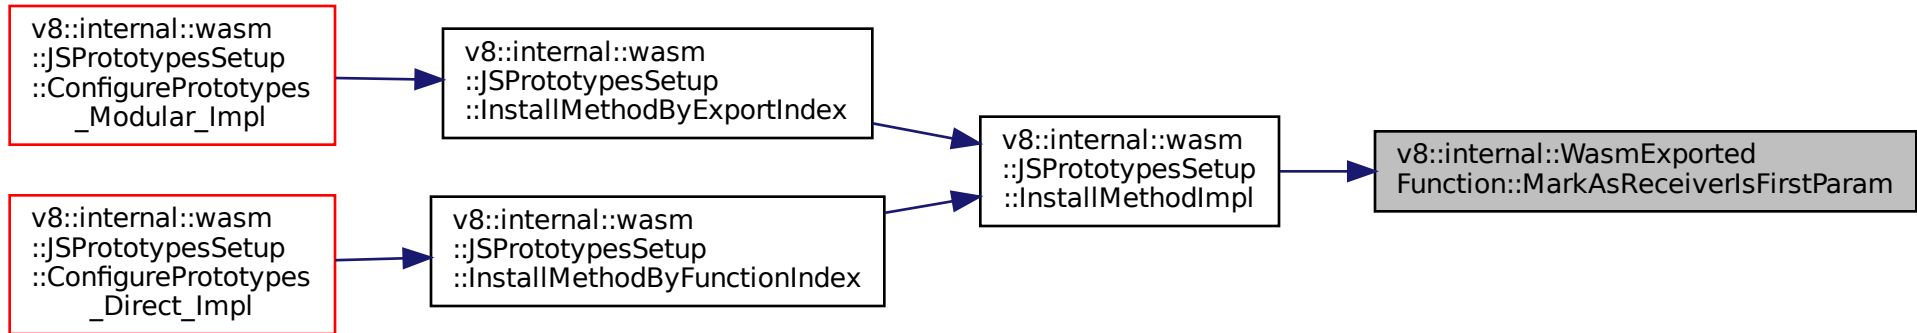 v8::internal::wasm
::JSPrototypesSetup
::ConfigurePrototypes
_Modular_Impl
v8::internal::wasm
::JSPrototypesSetup
::InstallMethodByExportIndex
v8::internal::wasm
::JSPrototypesSetup
::ConfigurePrototypes
_Direct_Impl
v8::internal::wasm
::JSPrototypesSetup
::InstallMethodByFunctionIndex
v8::internal::wasm
::JSPrototypesSetup
::InstallMethodImpl
v8::internal::WasmExported
Function::MarkAsReceiverIsFirstParam